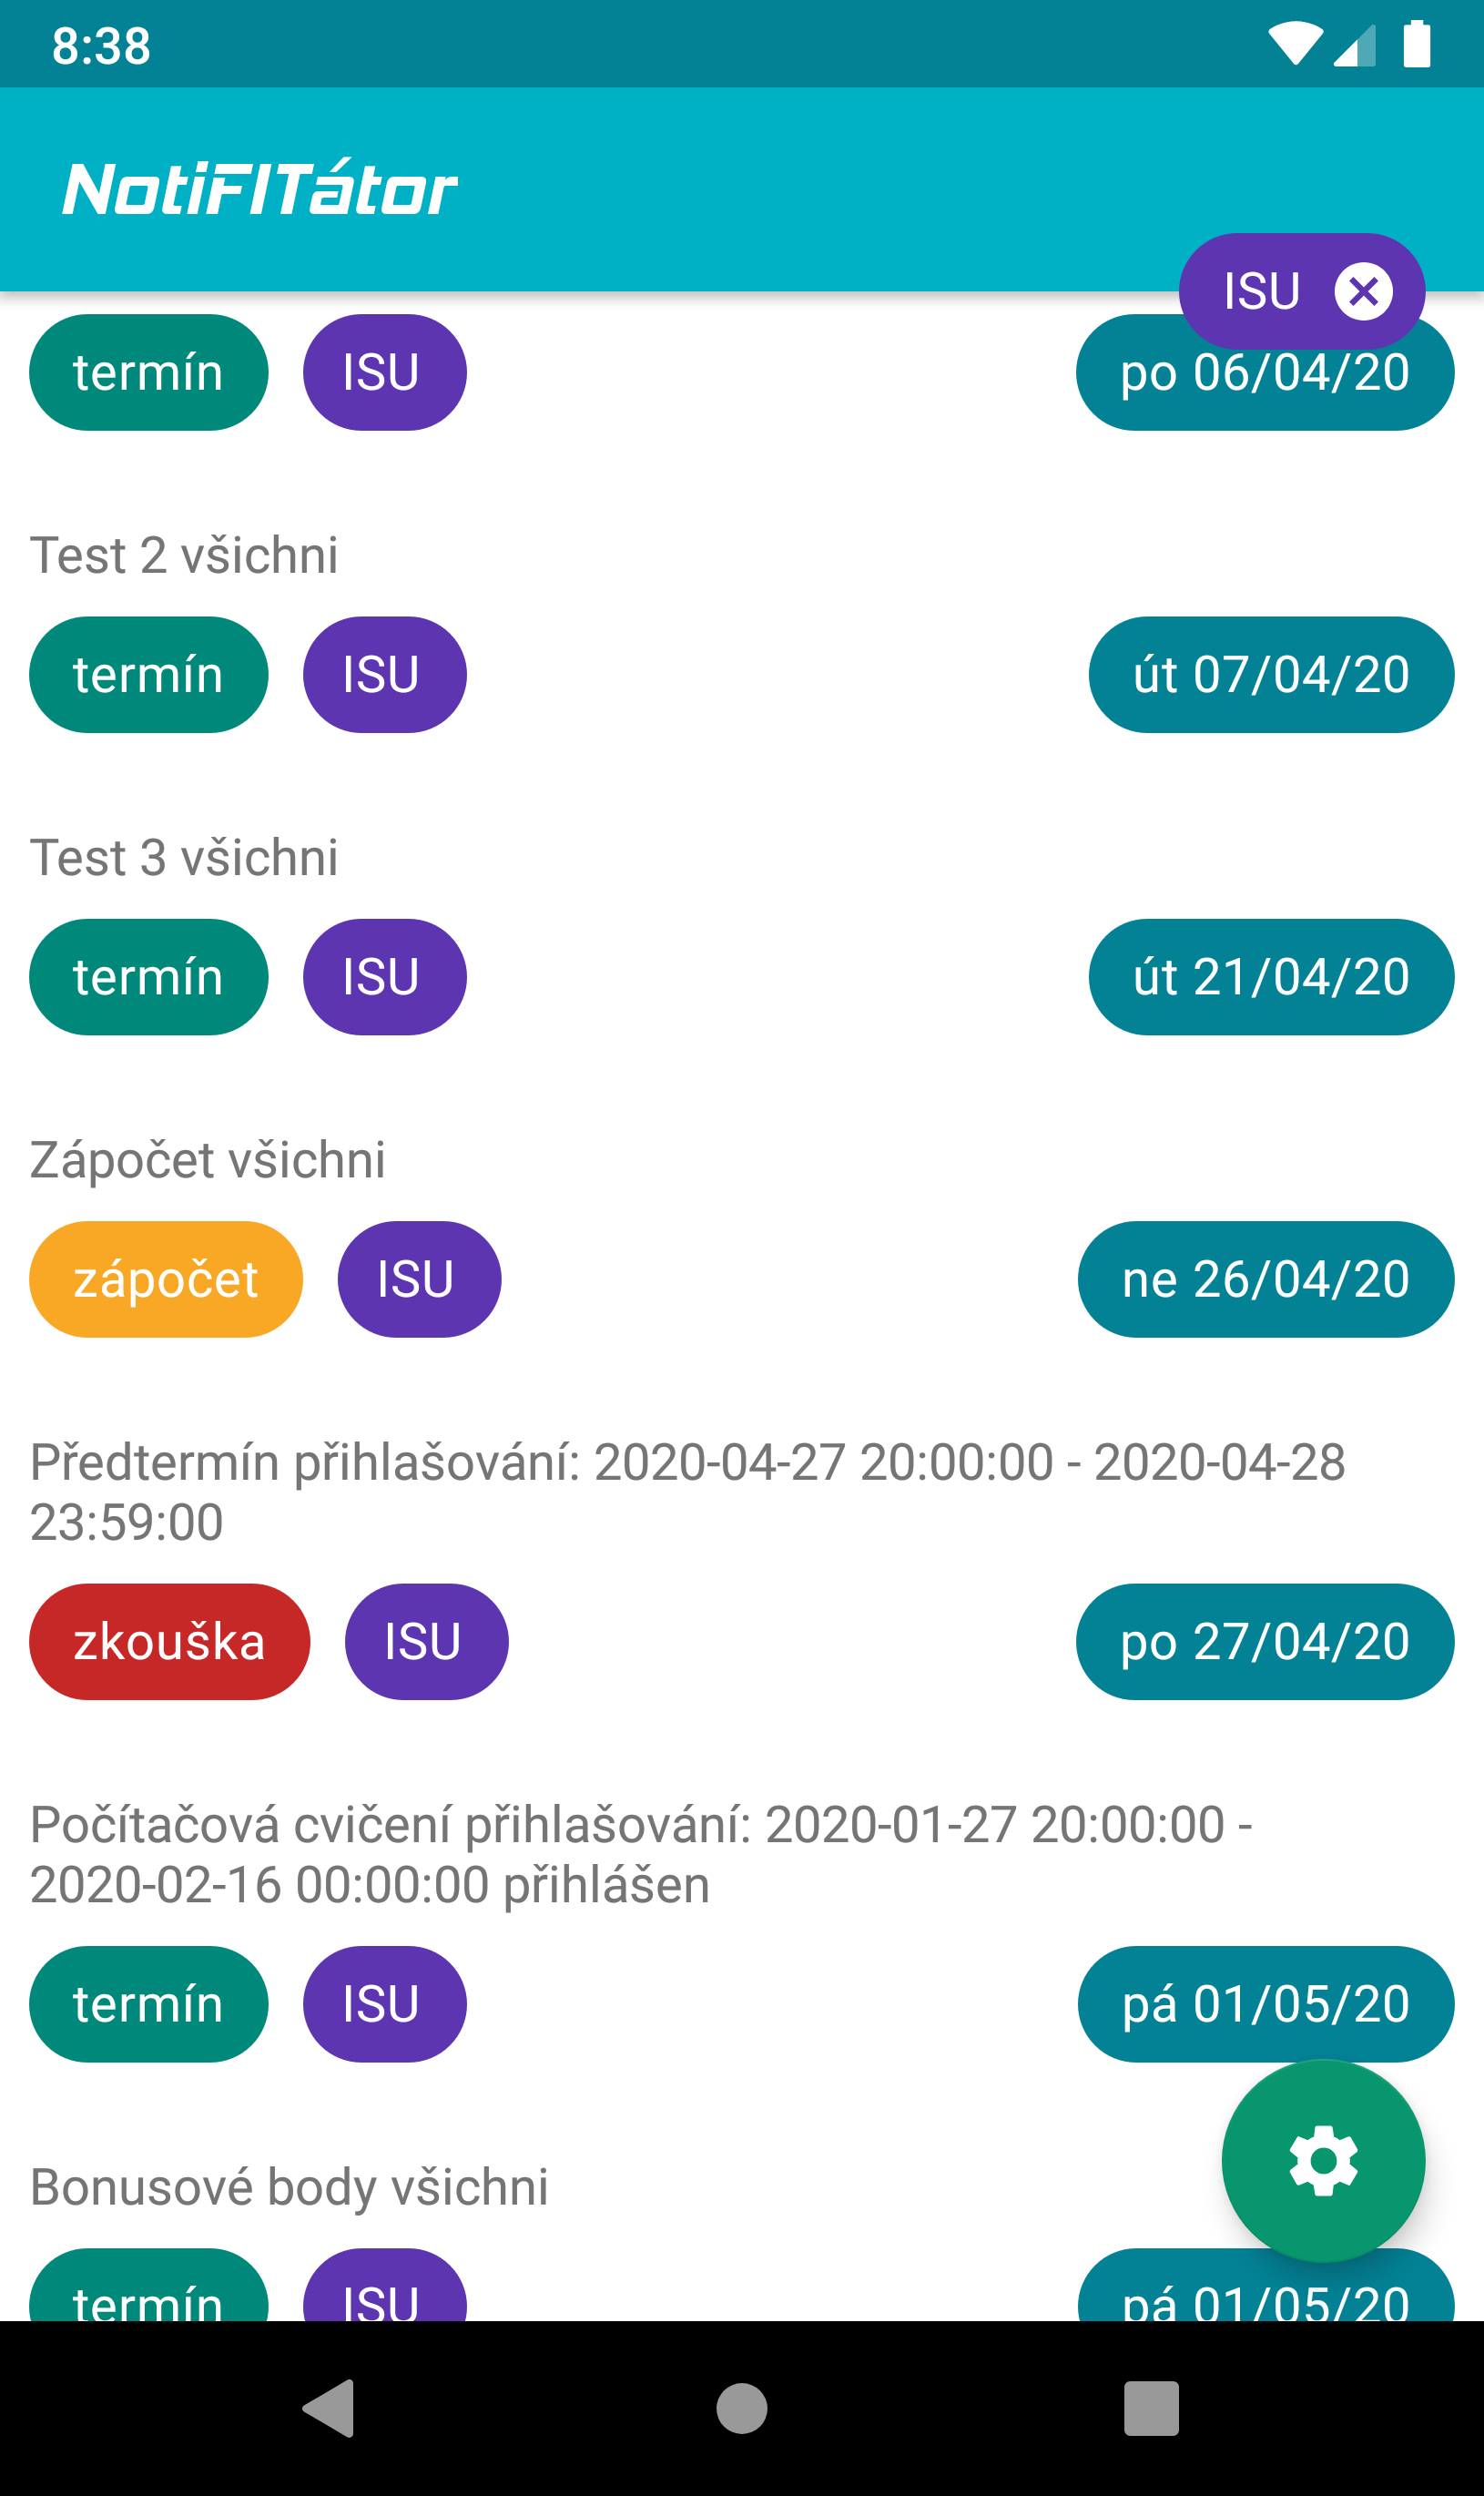 8:38
NotiFITátor
ISU
termín ISU po 06/04/20
Test 2 všichni
termín ISU út 07/04/20
Test 3 všichni
termín ISU út 21/04/20
Zápočet všichni
zápočet ISU ne 26/04/20
Předtermín přihlašování: 2020-04-27 20:00:00 - 2020-04-28
23:59:00
zkouška ISU po 27/04/20
Počítačová cvičení přihlašování: 2020-01-27 20:00:00 -
2020-02-16 00:00:00 přihlášen
termín ISU pá 01/05/20
Bonusové body všichni
termín ISU pá 01/05/20